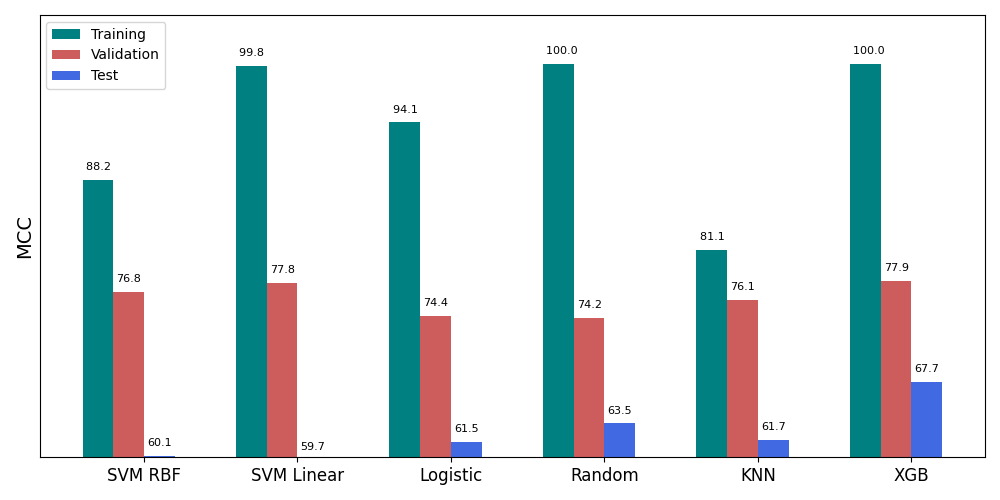 Training
Validation
Test
MCC
88.2
76.8
60.1
99.8
77.8
59.7
94.1
74.4
61.5
100.0
74.2
63.5
81.1
76.1
61.7
100.0
77.9
67.7
SVM RBF
SVM Linear
Logistic
Random
KNN
XGB